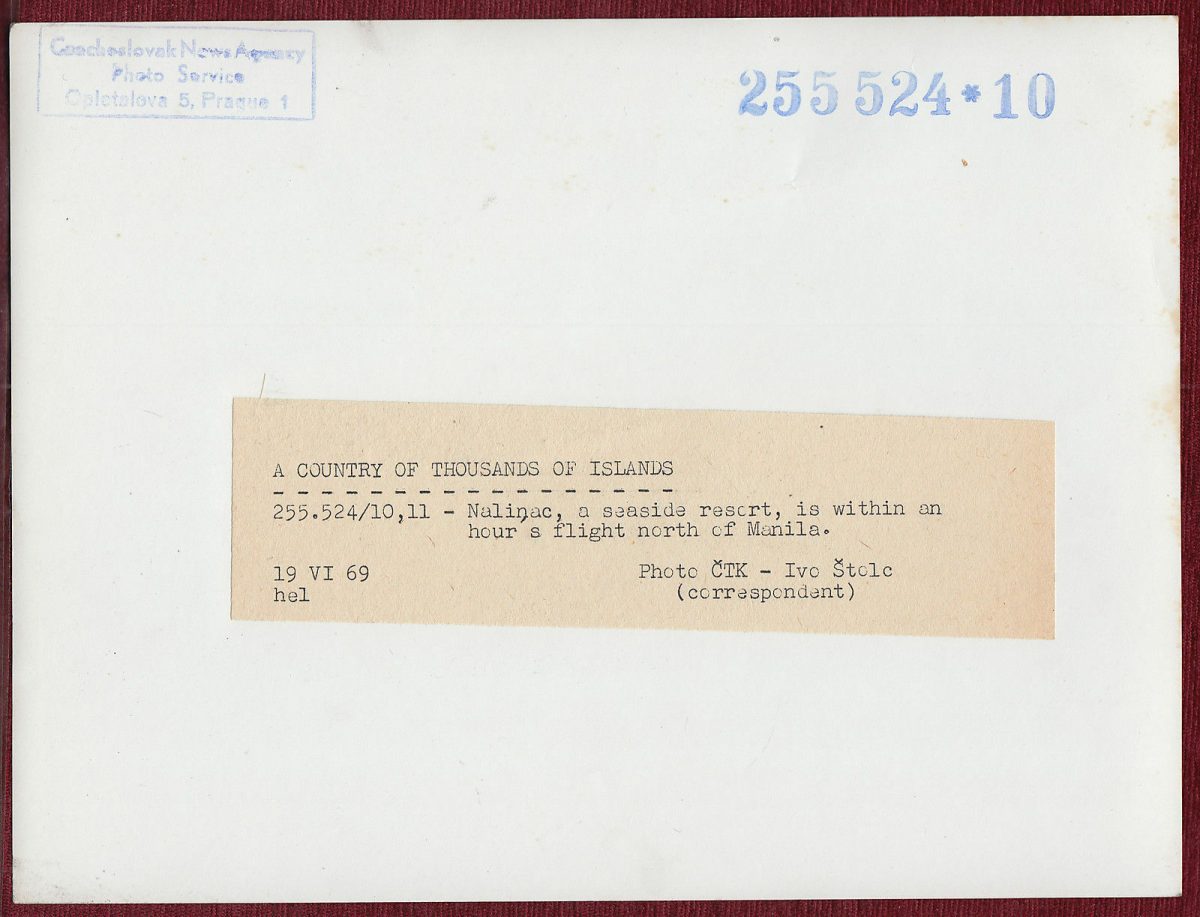 Czechoslovak News Agency
Photo Service
Opletalova 5, Prague 1
255 524*10
A COUNTRY OF THOUSANDS OF ISLANDS
- - - - - - - - - - - - - - - - -
255.524/10,11 - Nalinac, a seaside resort, is within an
hour s flight north of Manila.
19 VI 69 Photo ČTK - Ivo Štolc
hel (correspondent)